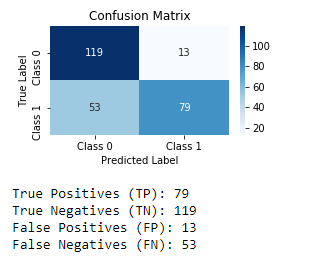 Confusion Matrix
True Label
Class 0
119
13
Class 1
53
79
100
80
60
40
20
Class 0
Class 1
Predicted Label
True Positives (TP): 79
True Negatives (TN): 119
False Positives (FP): 13
False Negatives (FN): 53